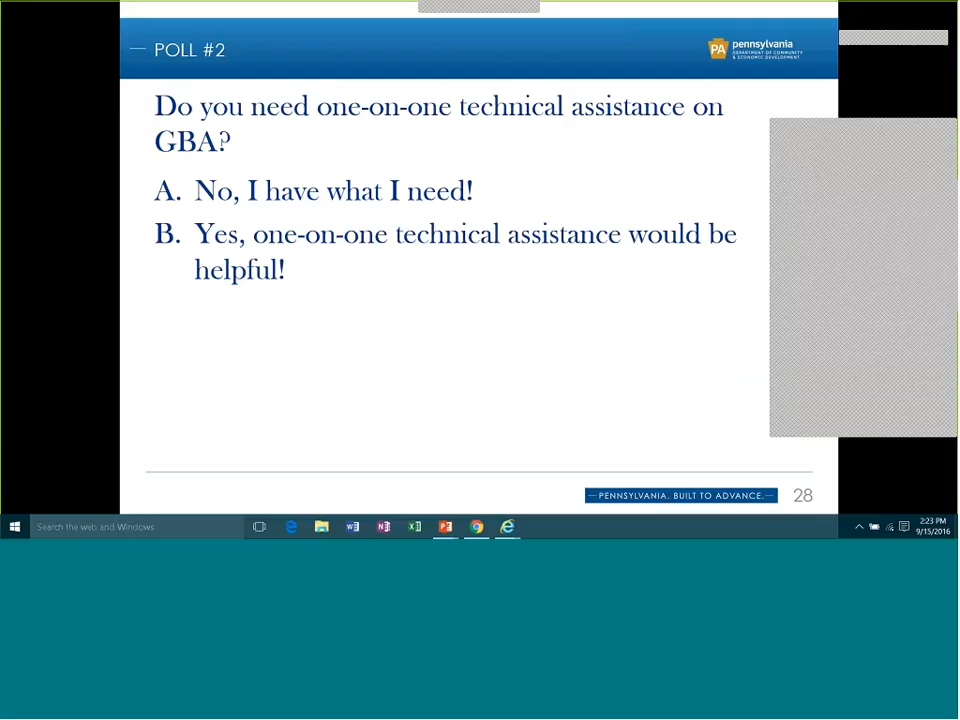 POLL #2
pennsylvania
DEPARTMENT OF COMMUNITY
& ECONOMIC DEVELOPMENT
PA
Do you need one-on-one technical assistance on
GBA?
A. No, I have what I need!
B. Yes, one-on-one technical assistance would be
helpful!
PENNSYLVANIA. BUILT TO ADVANCE.
28
Search the web and Windows
2:23 PM
9/15/2016